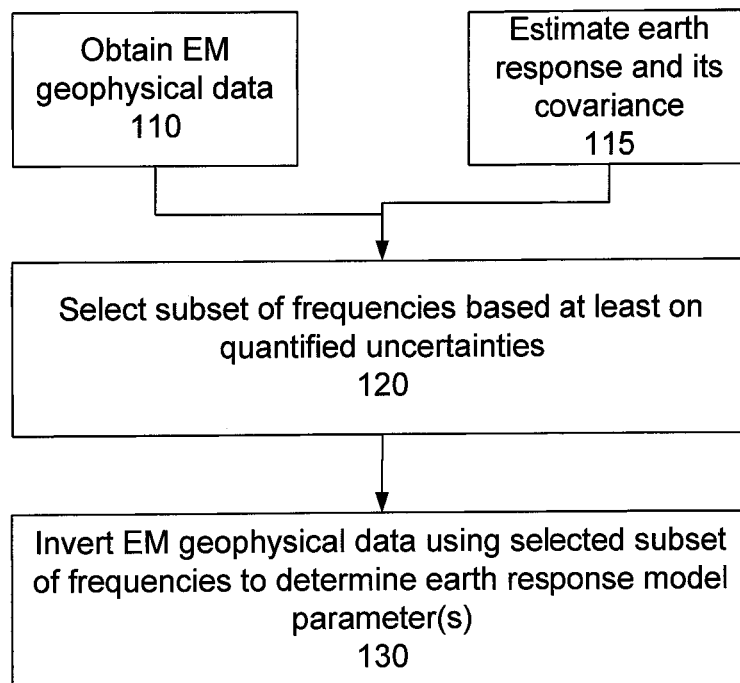 Obtain EM
geophysical data
110
Estimate earth
response and its
covariance
115
Select subset of frequencies based at least on
quantified uncertainties
120
Invert EM geophysical data using selected subset
of frequencies to determine earth response model
parameter(s)
130